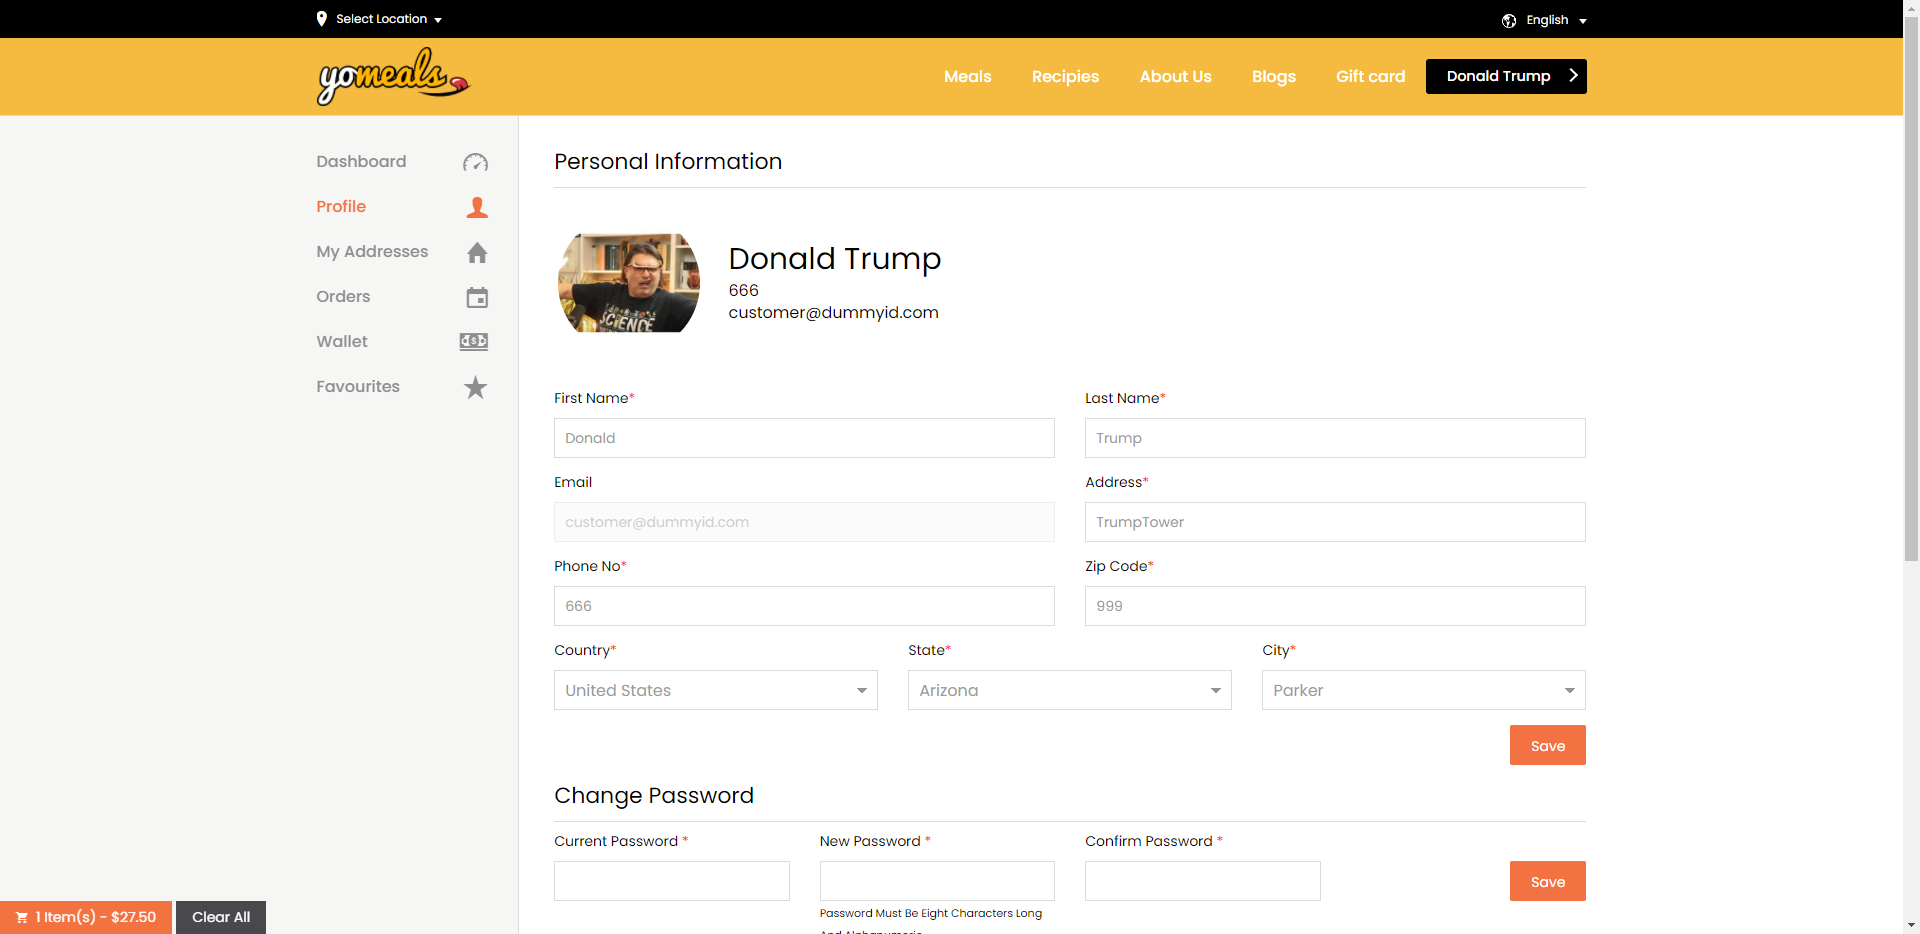 Select Location
English
yomeals
Meals
Recipies
About Us
Blogs
Gift card
Donald Trump
Dashboard
Profile
My Addresses
Orders
Wallet
Favourites
Personal Information
SCIENCE
Donald Trump
666
customer@dummyid.com
First Name*
Last Name*
Donald
Trump
Email
Address*
customer@dummyid.com
TrumpTower
Phone No*
Zip Code*
666
999
Country*
State*
City*
United States
Arizona
Parker
Save
Change Password
Current Password *
New Password *
Confirm Password *
Save
Password Must Be Eight Characters Long
And Alphanumeric
1 Item(s) - $27.50
Clear All